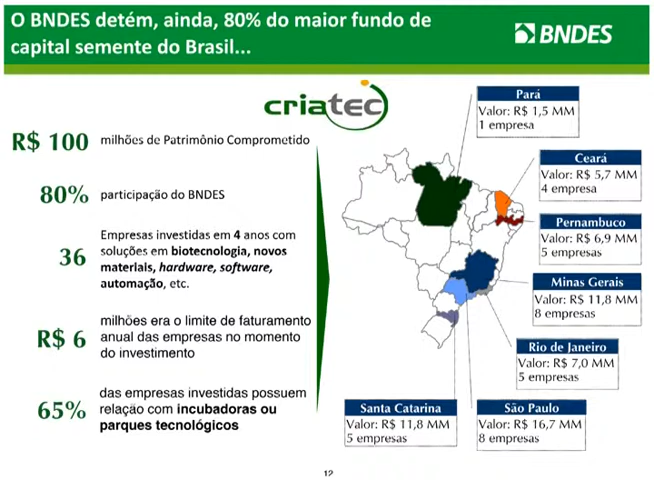 O BNDES detém, ainda, 80% do maior fundo de
capital semente do Brasil...
BNDES
criatec
R$ 100
milhões de Patrimônio Comprometido
80%
participação do BNDES
36
Empresas investidas em 4 anos com
soluções em biotecnologia, novos
materiais, hardware, software,
automação, etc.
R$ 6
milhões era o limite de faturamento
anual das empresas no momento
do investimento
65%
das empresas investidas possuem
relação com incubadoras ou
parques tecnológicos
Pará
Valor: R$ 1,5 MM
1 empresa
Ceará
Valor: R$ 5,7 MM
4 empresa
Pernambuco
Valor: R$ 6,9 MM
5 empresas
Minas Gerais
Valor: R$ 11,8 MM
8 empresas
Rio de Janeiro
Valor: R$ 7,0 MM
5 empresas
Santa Catarina
Valor: R$ 11,8 MM
5 empresas
São Paulo
Valor: R$ 16,7 MM
8 empresas
12